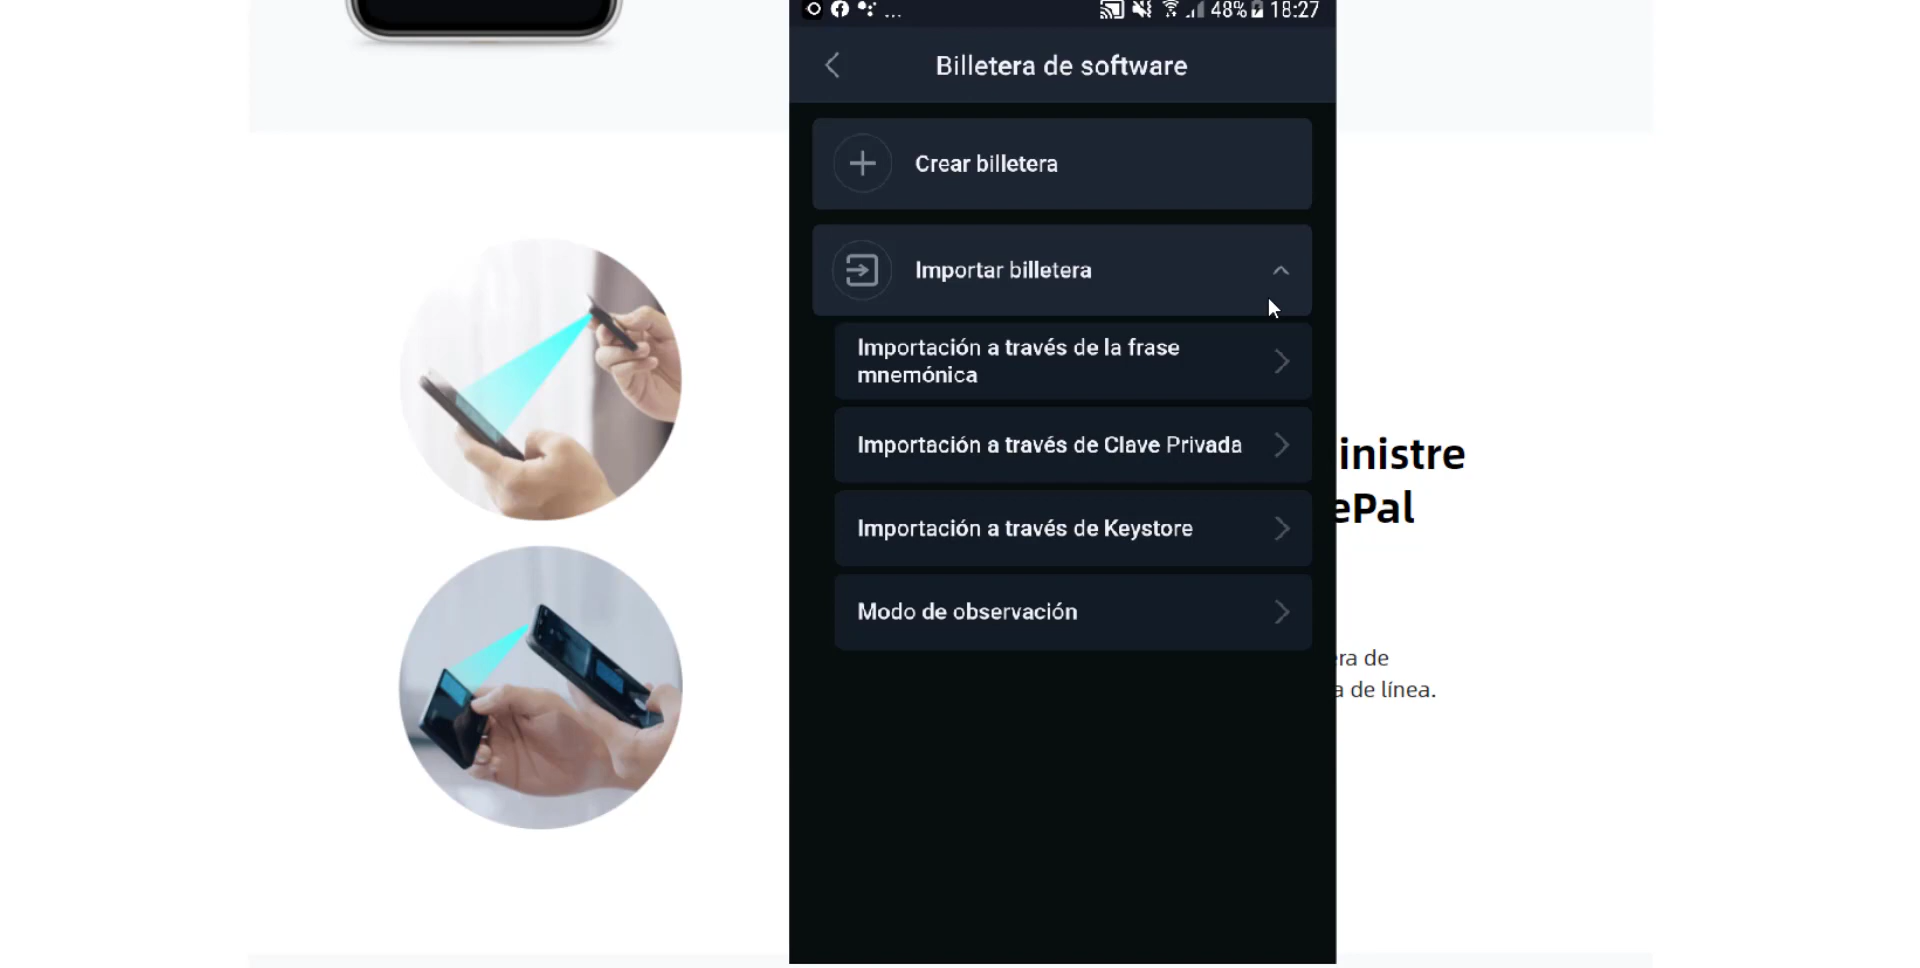 ...
48% 18:27
Billetera de software
Crear billetera
Importar billetera
Importación a través de la frase
mnemónica
Importación a través de Clave Privada
Importación a través de Keystore
Modo de observación
inistre
ePal
ra de
a de línea.